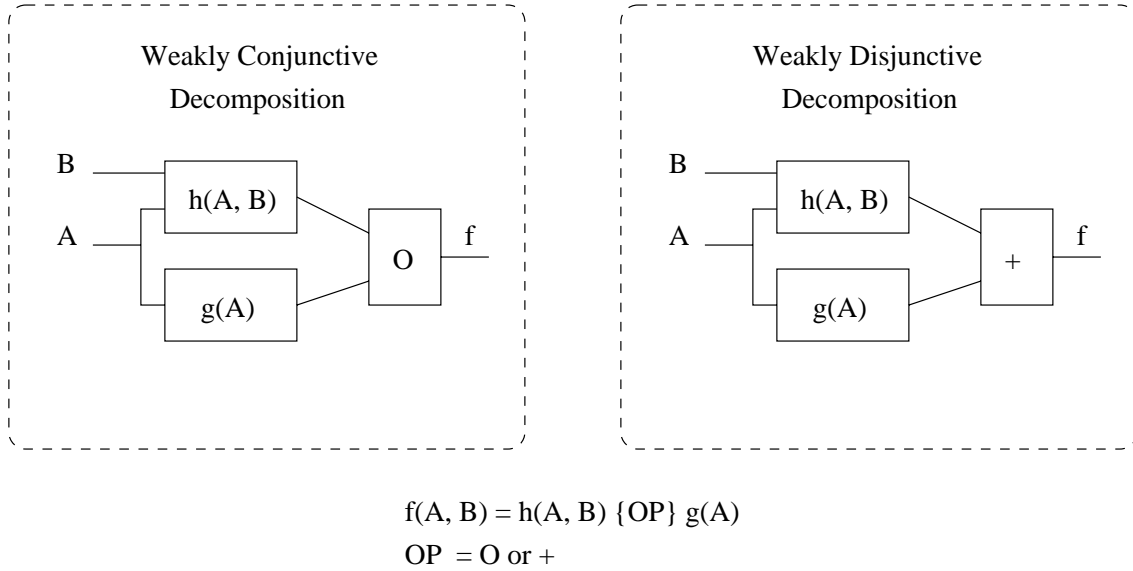 Weakly Conjunctive
Decomposition
B
h(A, B)
A
f
O
g(A)
Weakly Disjunctive
Decomposition
B
h(A, B)
A
f
+
g(A)
f(A, B) = h(A, B) {OP} g(A)
OP = O or +